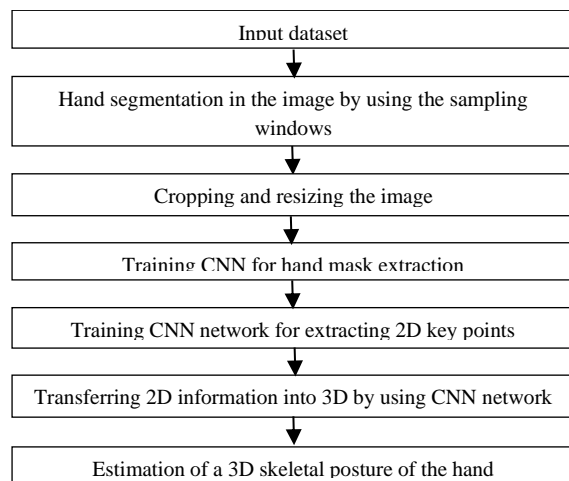 Input dataset
Hand segmentation in the image by using the sampling
windows
Cropping and resizing the image
Training CNN for hand mask extraction
Training CNN network for extracting 2D key points
Transferring 2D information into 3D by using CNN network
Estimation of a 3D skeletal posture of the hand